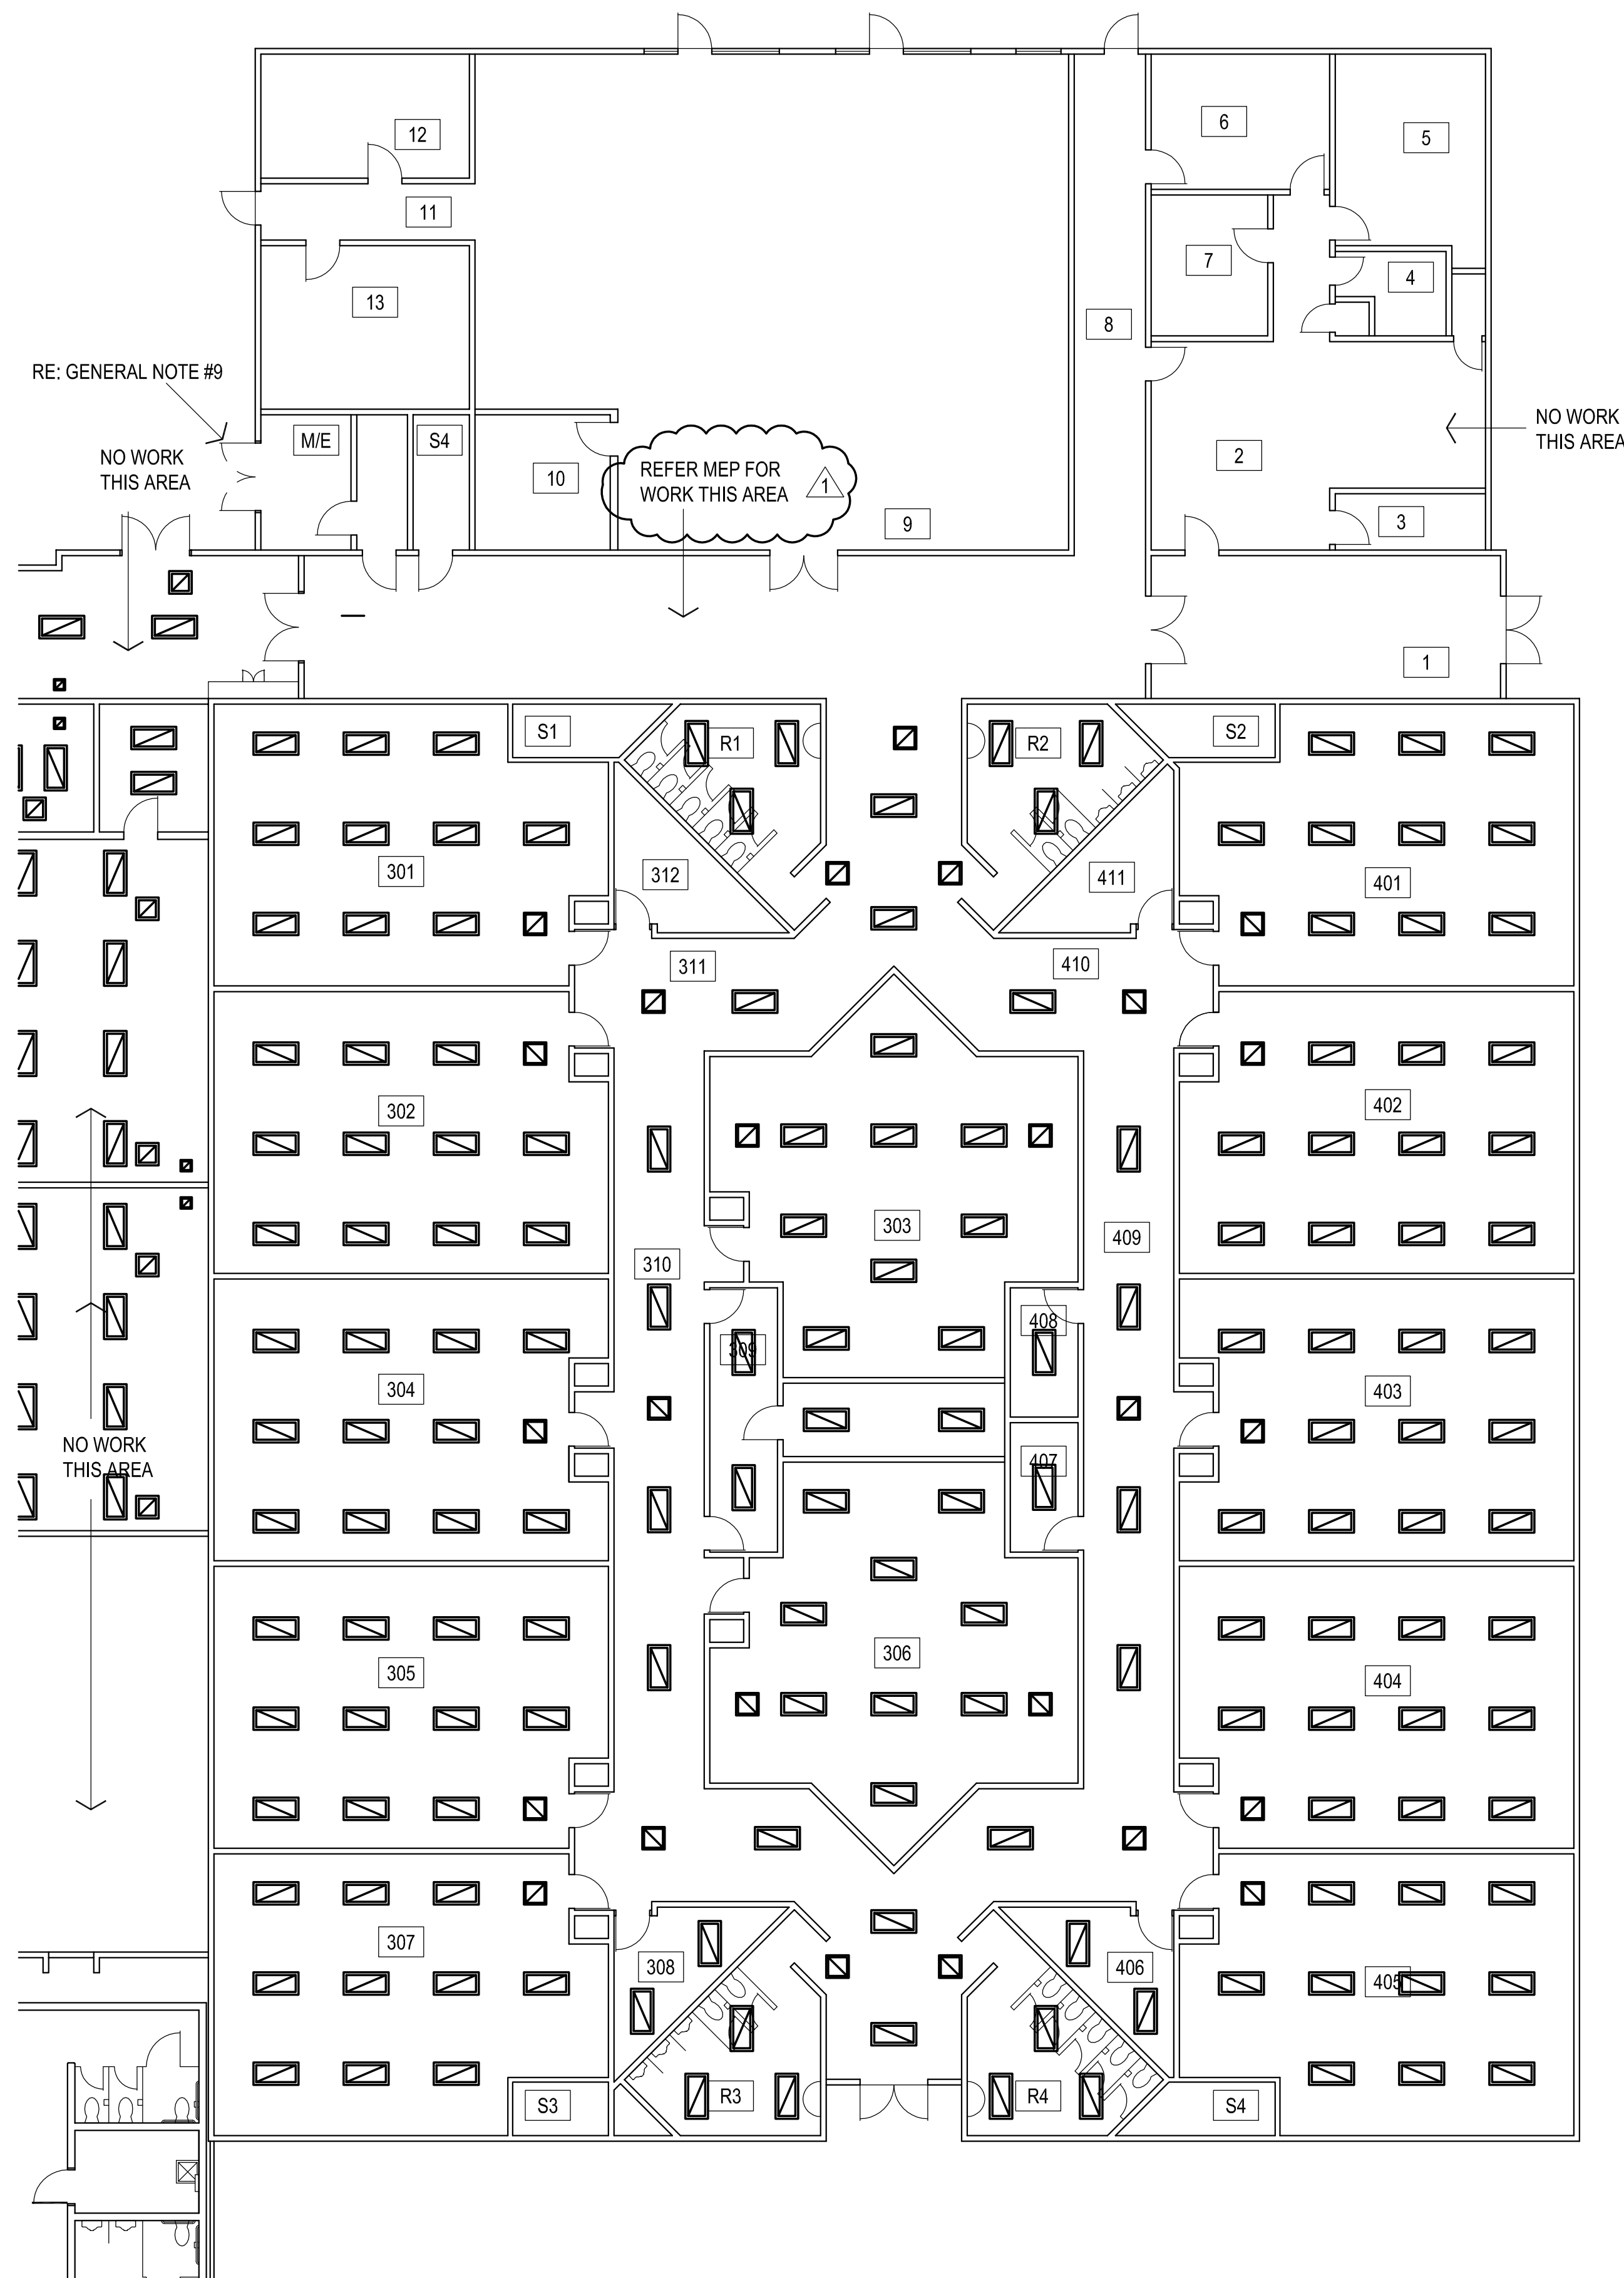 12
6
5
11
7
4
13
8
RE: GENERAL NOTE #9
NO WORK
THIS AREA
M/E
S4
10
REFER MEP FOR
WORK THIS AREA
1
9
2
3
NO WORK
THIS AREA
1
S1
R1
R2
S2
301
312
411
401
311
410
302
402
303
409
310
309
408
304
403
NO WORK
THIS AREA
407
305
306
404
307
308
406
405
S3
R3
R4
S4